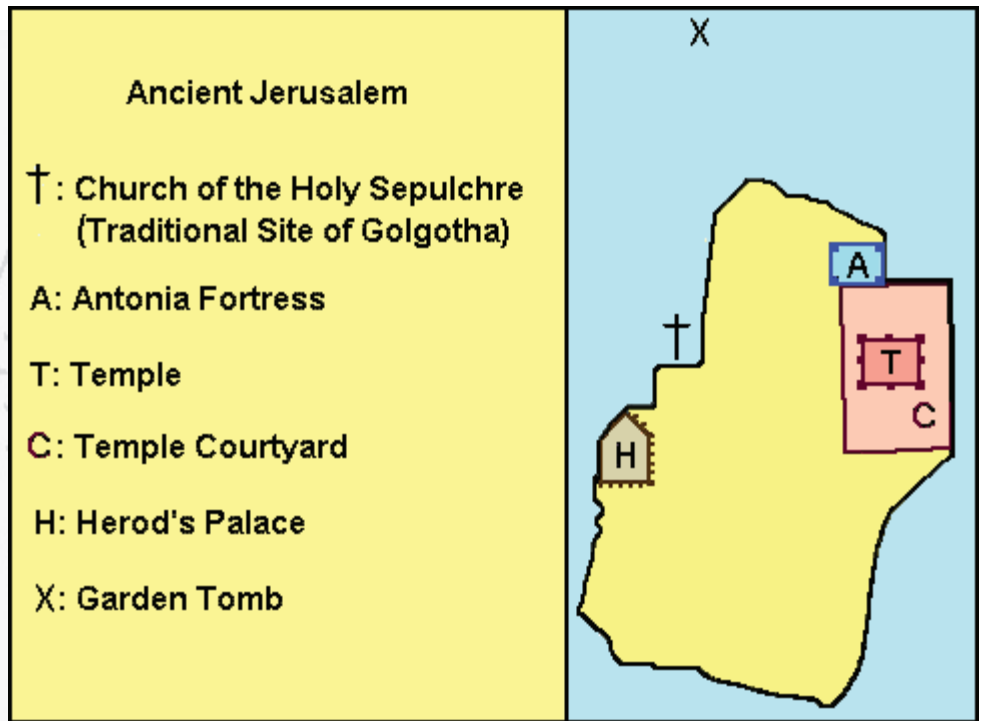 Ancient Jerusalem
†: Church of the Holy Sepulchre
(Traditional Site of Golgotha)
A: Antonia Fortress
T: Temple
C: Temple Courtyard
H: Herod's Palace
X: Garden Tomb
X
A
†
T
C
H